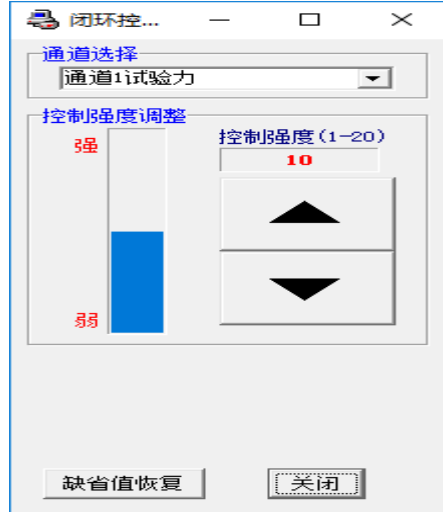 闭环控...
通道选择
通道1试验力
控制强度调整
强
控制强度(1-20)
10
弱
缺省值恢复
关闭